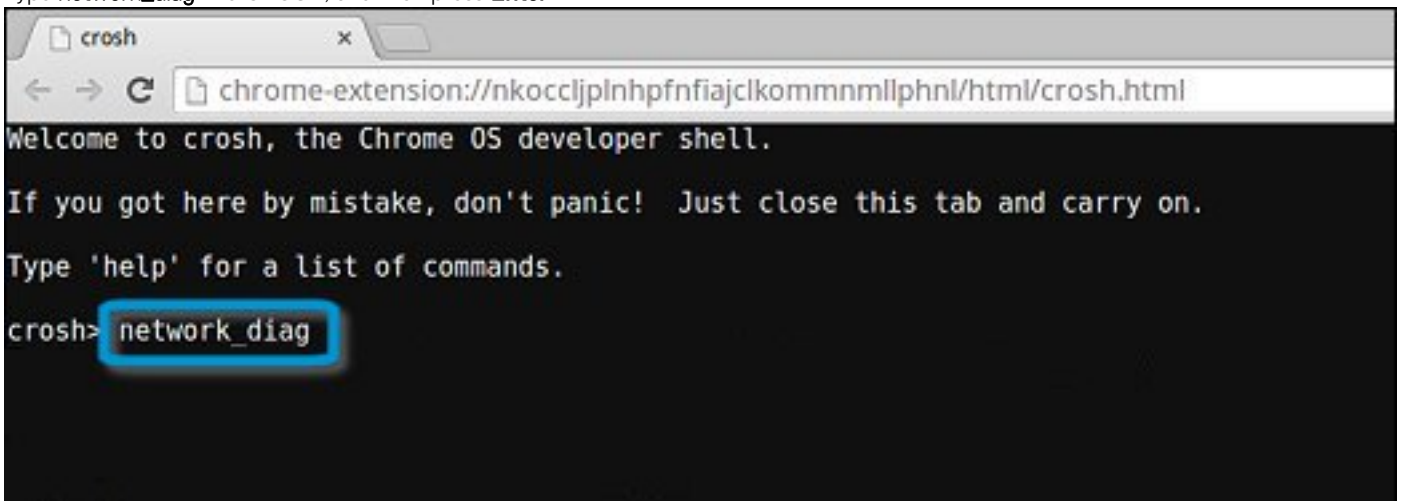 crosh
chrome-extension://nkoccljplnhpfnfiajclkommnmllphnl/html/crosh.html
Welcome to crosh, the Chrome OS developer shell.
If you got here by mistake, don't panic!  Just close this tab and carry on.
Type 'help' for a list of commands.
crosh> network_diag